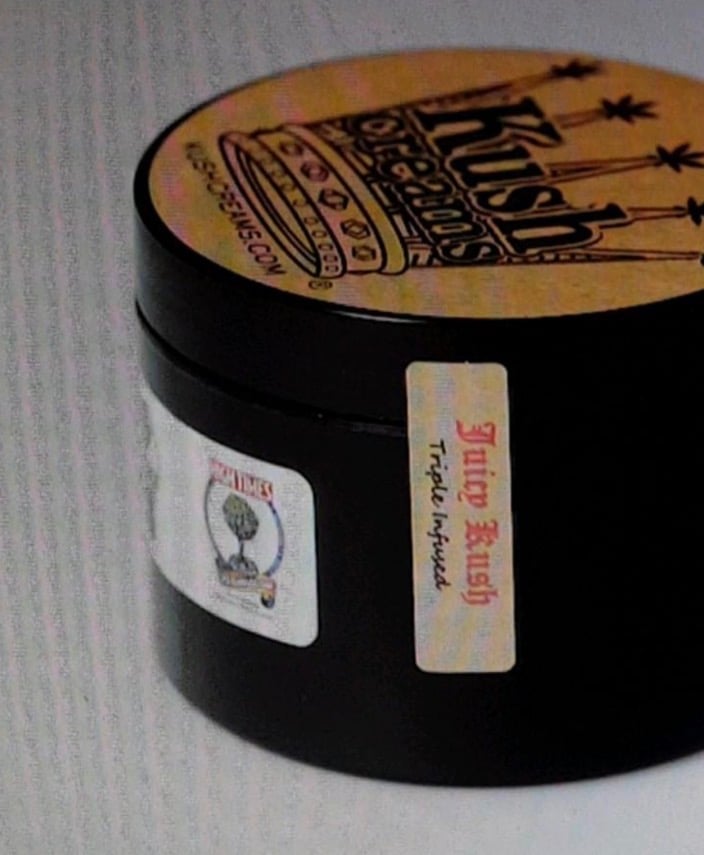 Kush
Creams
KUSHCREAMS.COM
®
HIGH TIMES
Juicy Kush
Triple Infused